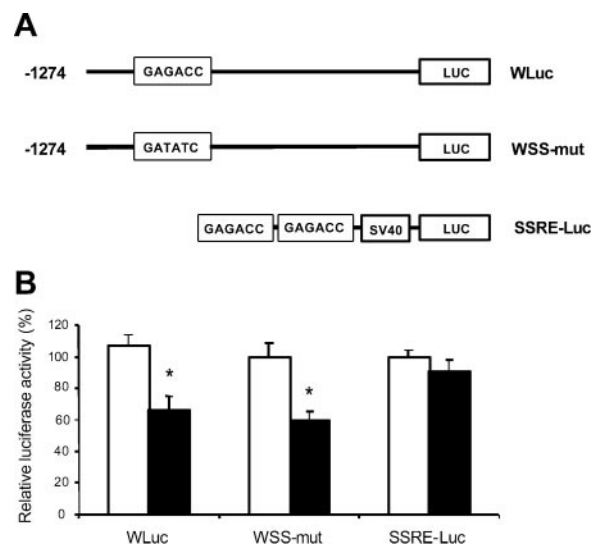 A
-1274 GAGACC LUC WLuc
-1274 GATATC LUC WSS-mut
GAGACC GAGACC SV40 LUC SSRE-Luc
B
Relative luciferase activity (%)
120
100
80
60
40
20
0
* *
WLuc WSS-mut SSRE-Luc